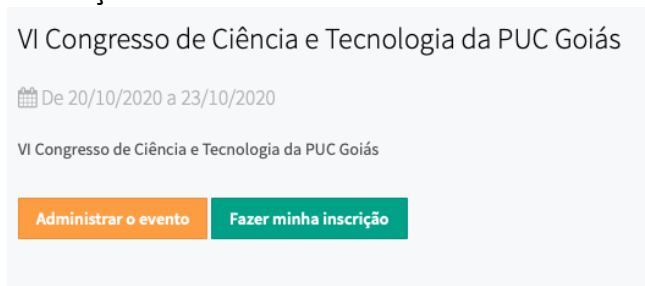 VI Congresso de Ciência e Tecnologia da PUC Goiás
De 20/10/2020 a 23/10/2020
VI Congresso de Ciência e Tecnologia da PUC Goiás
Administrar o evento Fazer minha inscrição